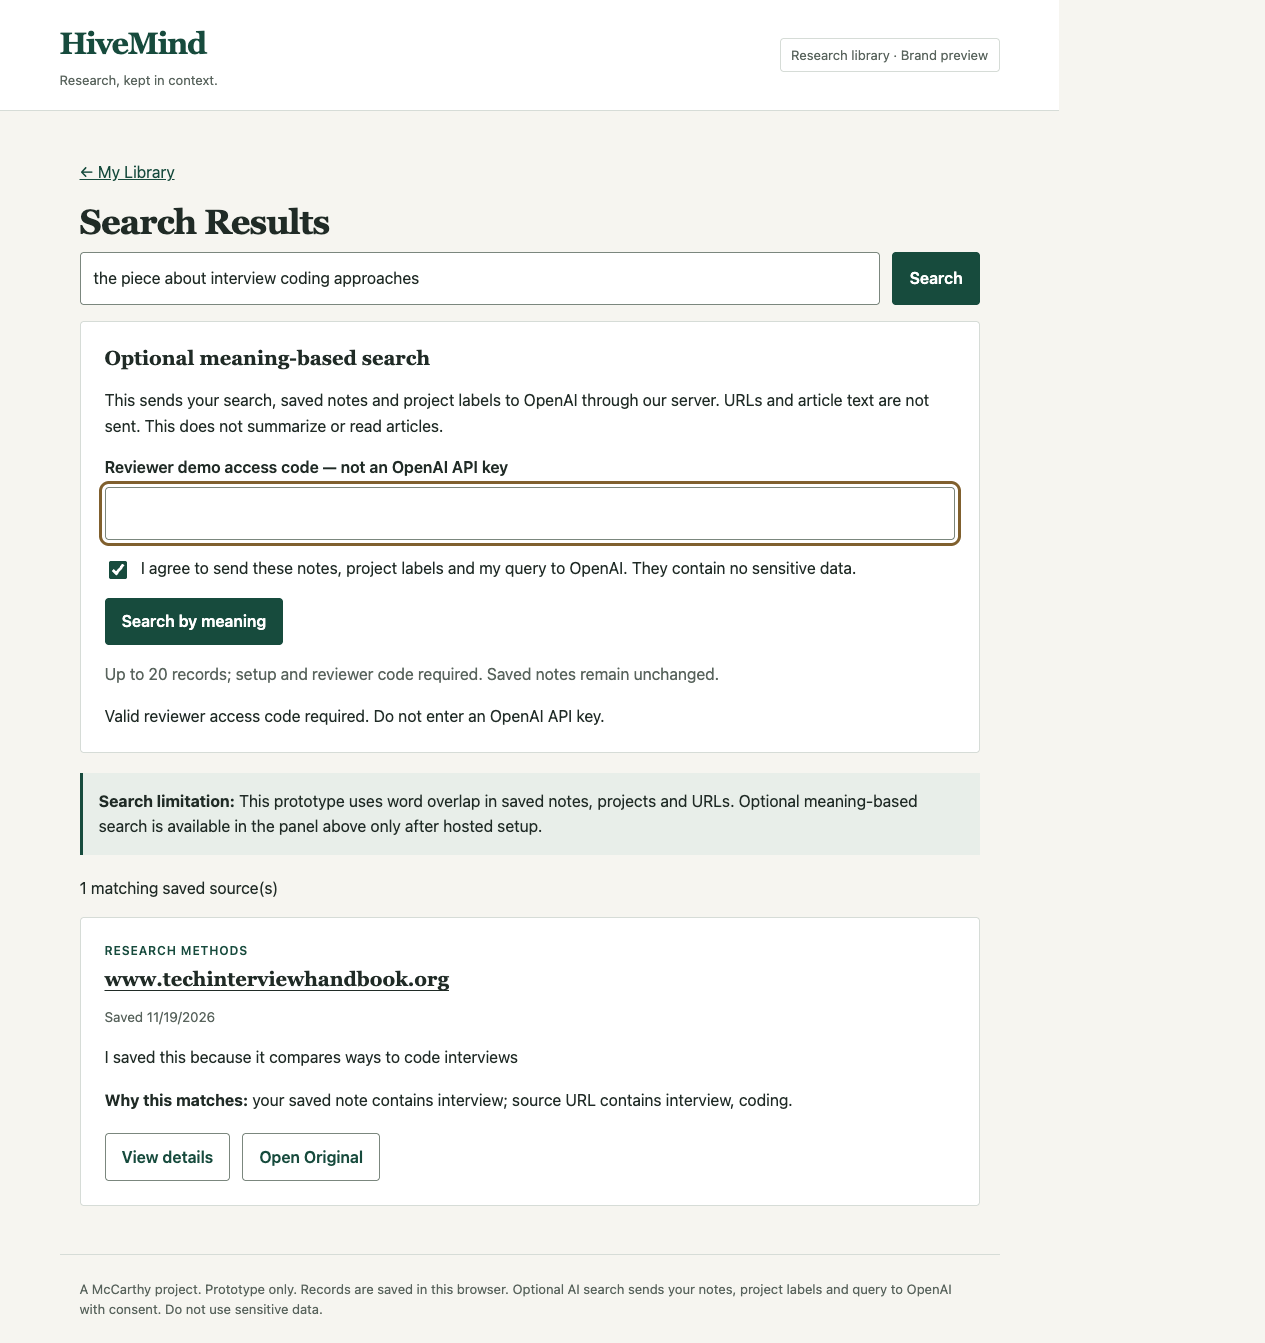 HiveMind
Research, kept in context.
Research library · Brand preview
← My Library
Search Results
the piece about interview coding approaches
Search
Optional meaning-based search
This sends your search, saved notes and project labels to OpenAI through our server. URLs and article text are not
sent. This does not summarize or read articles.
Reviewer demo access code — not an OpenAI API key
I agree to send these notes, project labels and my query to OpenAI. They contain no sensitive data.
Search by meaning
Up to 20 records; setup and reviewer code required. Saved notes remain unchanged.
Valid reviewer access code required. Do not enter an OpenAI API key.
Search limitation: This prototype uses word overlap in saved notes, projects and URLs. Optional meaning-based
search is available in the panel above only after hosted setup.
1 matching saved source(s)
RESEARCH METHODS
www.techinterviewhandbook.org
Saved 11/19/2026
I saved this because it compares ways to code interviews
Why this matches: your saved note contains interview; source URL contains interview, coding.
View details
Open Original
A McCarthy project. Prototype only. Records are saved in this browser. Optional AI search sends your notes, project labels and query to OpenAI
with consent. Do not use sensitive data.